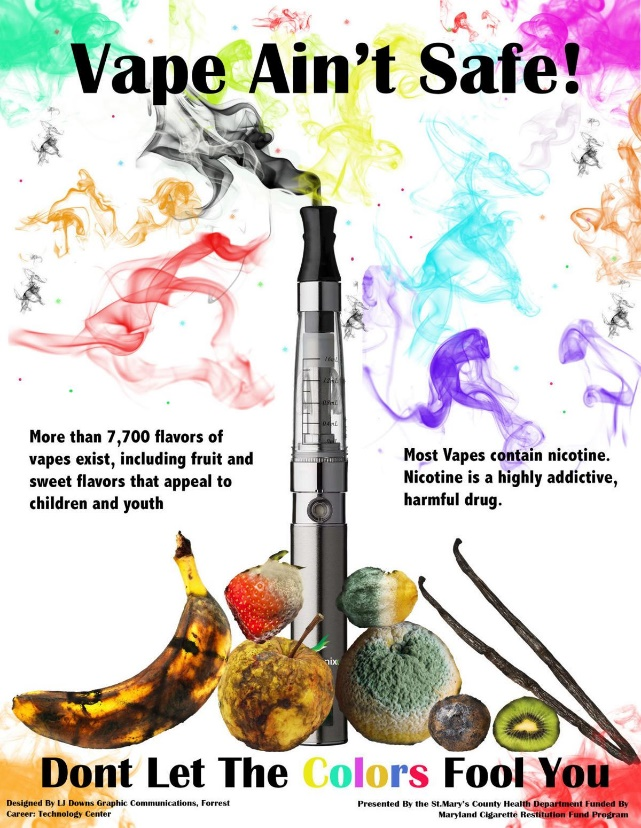 Vape Ain't Safe!
More than 7,700 flavors of
vapes exist, including fruit and
sweet flavors that appeal to
children and youth
Most Vapes contain nicotine.
Nicotine is a highly addictive,
harmful drug.
Dont Let The Colors Fool You
Designed By LJ Downs Graphic Communications, Forrest
Career: Technology Center
Presented By the St.Mary's County Health Department Funded By
Maryland Cigarette Restitution Fund Program